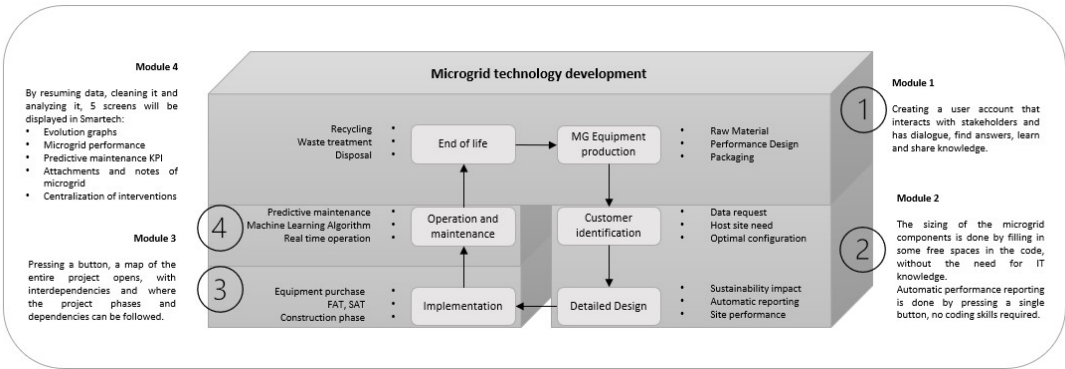 Microgrid technology development
Module 4
By resuming data, cleaning it and
analyzing it, 5 screens will be
displayed in Smartech:
• Evolution graphs
• Microgrid performance
• Predictive maintenance KPI
• Attachments and notes of
microgrid
• Centralization of interventions
Module 3
Pressing a button, a map of the
entire project opens, with
interdependencies and where
the project phases and
dependencies can be followed.
Recycling •
Waste treatment •
Disposal •
End of life
MG Equipment
production
• Raw Material
• Performance Design
• Packaging
1
4
Predictive maintenance •
Machine Learning Algorithm •
Real time operation •
Operation and
maintenance
Customer
identification
• Data request
• Host site need
• Optimal configuration
2
3
Equipment purchase •
FAT, SAT •
Construction phase •
Implementation
Detailed Design
• Sustainability impact
• Automatic reporting
• Site performance
Module 1
Creating a user account that
interacts with stakeholders and
has dialogue, find answers, learn
and share knowledge.
Module 2
The sizing of the microgrid
components is done by filling in
some free spaces in the code,
without the need for IT
knowledge.
Automatic performance reporting
is done by pressing a single
button, no coding skills required.